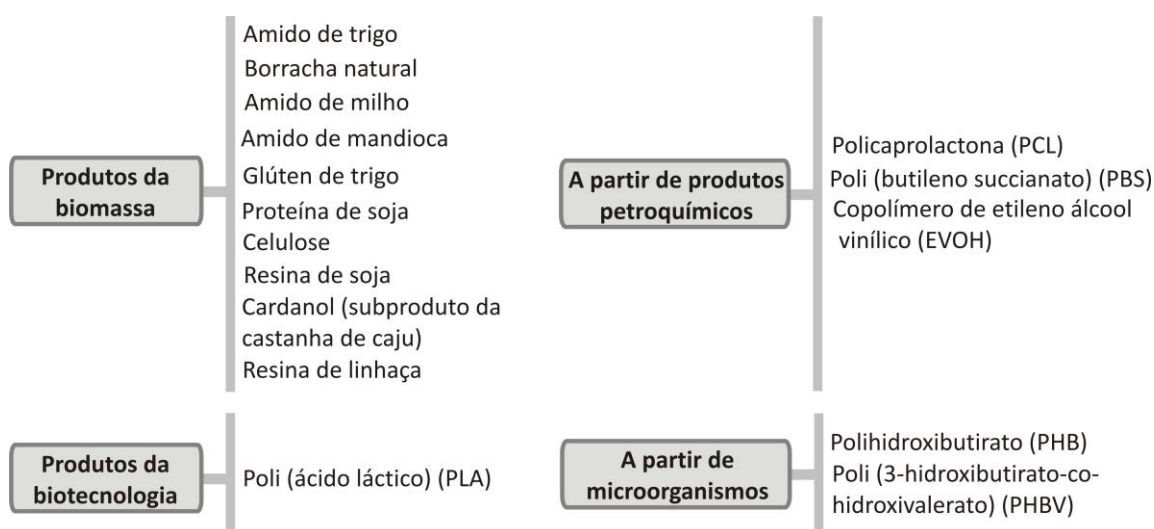 Produtos da
biomassa
Amido de trigo
Borracha natural
Amido de milho
Amido de mandioca
Glúten de trigo
Proteína de soja
Celulose
Resina de soja
Cardanol (subproduto da
castanha de caju)
Resina de linhaça
A partir de produtos
petroquímicos
Policaprolactona (PCL)
Poli (butileno succianato) (PBS)
Copolímero de etileno álcool
vinílico (EVOH)
Produtos da
biotecnologia
Poli (ácido láctico) (PLA)
A partir de
microorganismos
Polihidroxibutirato (PHB)
Poli (3-hidroxibutirato-co-
hidroxivalerato) (PHBV)